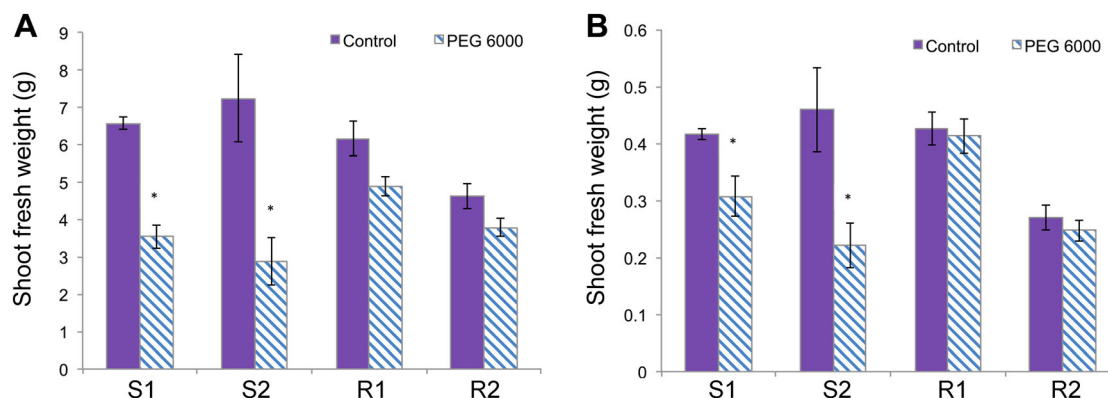 A
Shoot fresh weight (g)
9
8
7
6
5
4
3
2
1
0
Control PEG 6000
*
*
S1 S2 R1 R2
B
Shoot fresh weight (g)
0.6
0.5
0.4
0.3
0.2
0.1
0
Control PEG 6000
*
*
S1 S2 R1 R2